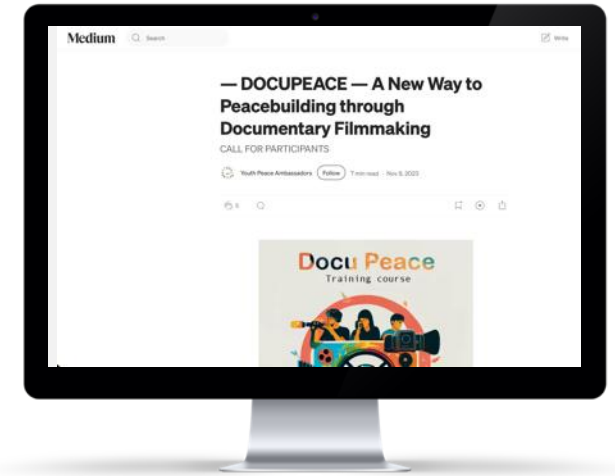 Medium Search Write
— DOCUPEACE — A New Way to
Peacebuilding through
Documentary Filmmaking
CALL FOR PARTICIPANTS
Youth Peace Ambassadors Follow 7 min read · Nov 9, 2023
6
Docu Peace
Training course